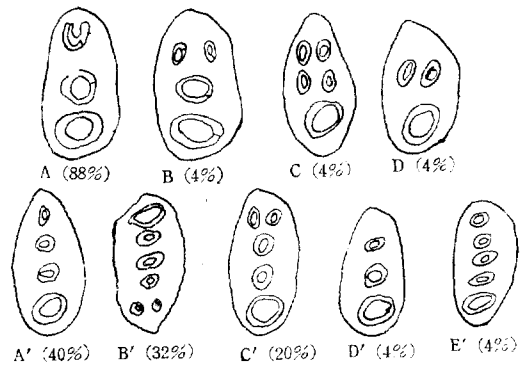 A (88%) B (4%) C (4%) D (4%)
A′ (40%) B′ (32%) C′ (20%) D′ (4%) E′ (4%)